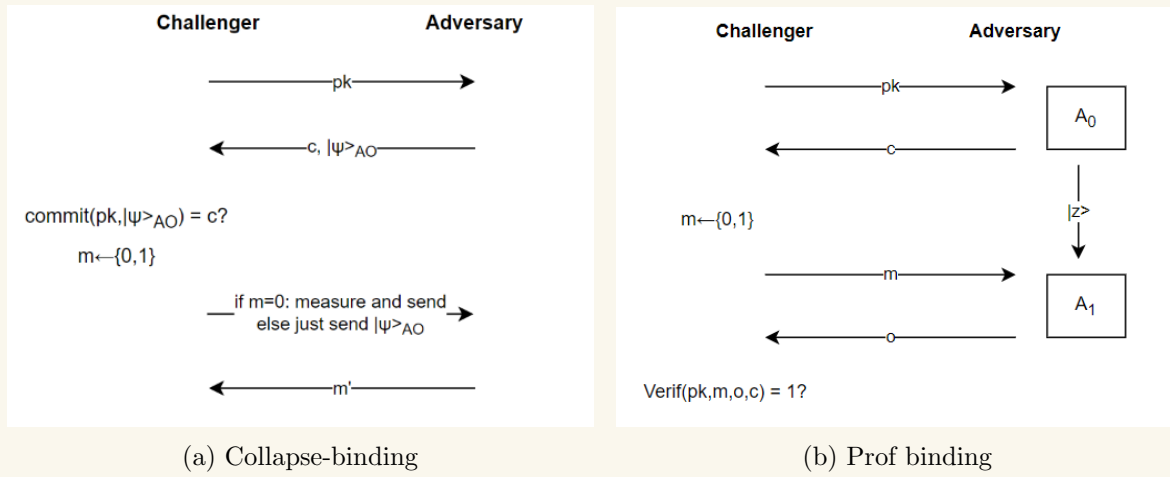 Challenger Adversary
pk
c, |ψ>AO
commit(pk,|ψ>AO) = c?
m←{0,1}
if m=0: measure and send
else just send |ψ>AO
m'
(a) Collapse-binding
Challenger Adversary
pk
A0
c
|z>
m←{0,1}
m
A1
o
Verif(pk,m,o,c) = 1?
(b) Prof binding